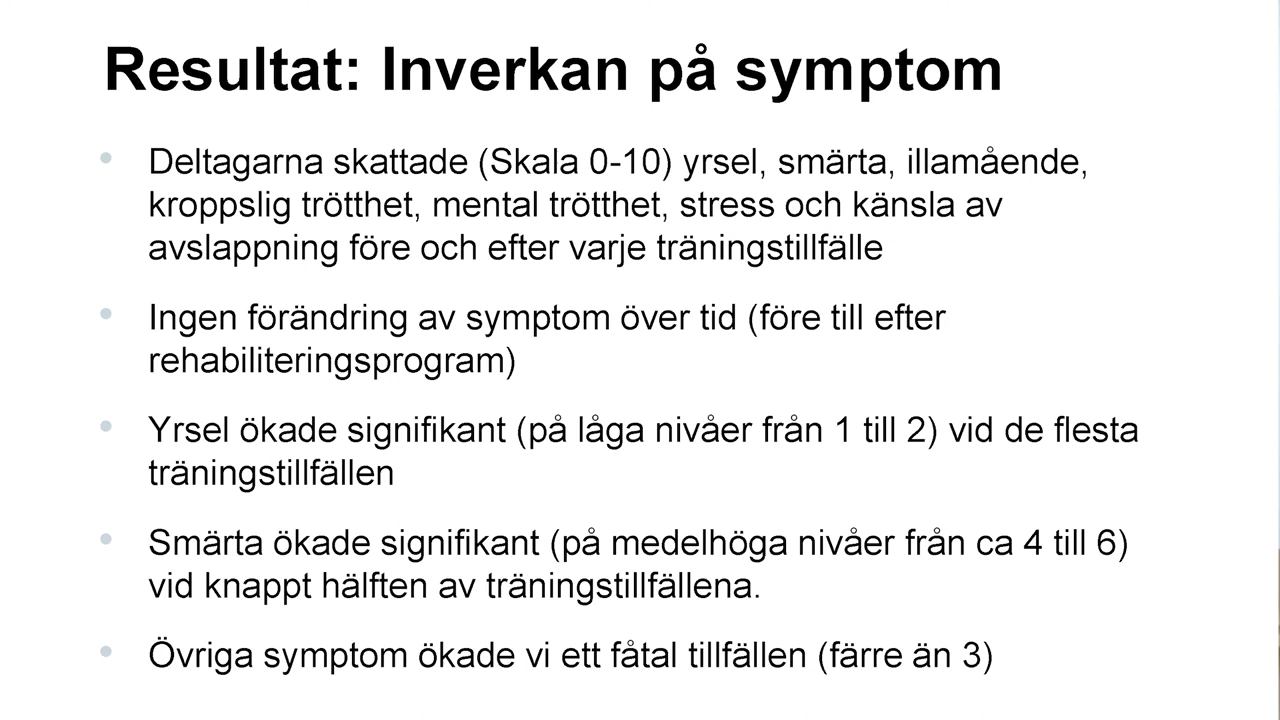 Resultat: Inverkan på symptom
• Deltagarna skattade (Skala 0-10) yrsel, smärta, illamående,
kroppslig trötthet, mental trötthet, stress och känsla av
avslappning före och efter varje träningstillfälle
• Ingen förändring av symptom över tid (före till efter
rehabiliteringsprogram)
• Yrsel ökade signifikant (på låga nivåer från 1 till 2) vid de flesta
träningstillfällen
• Smärta ökade signifikant (på medelhöga nivåer från ca 4 till 6)
vid knappt hälften av träningstillfällena.
• Övriga symptom ökade vi ett fåtal tillfällen (färre än 3)